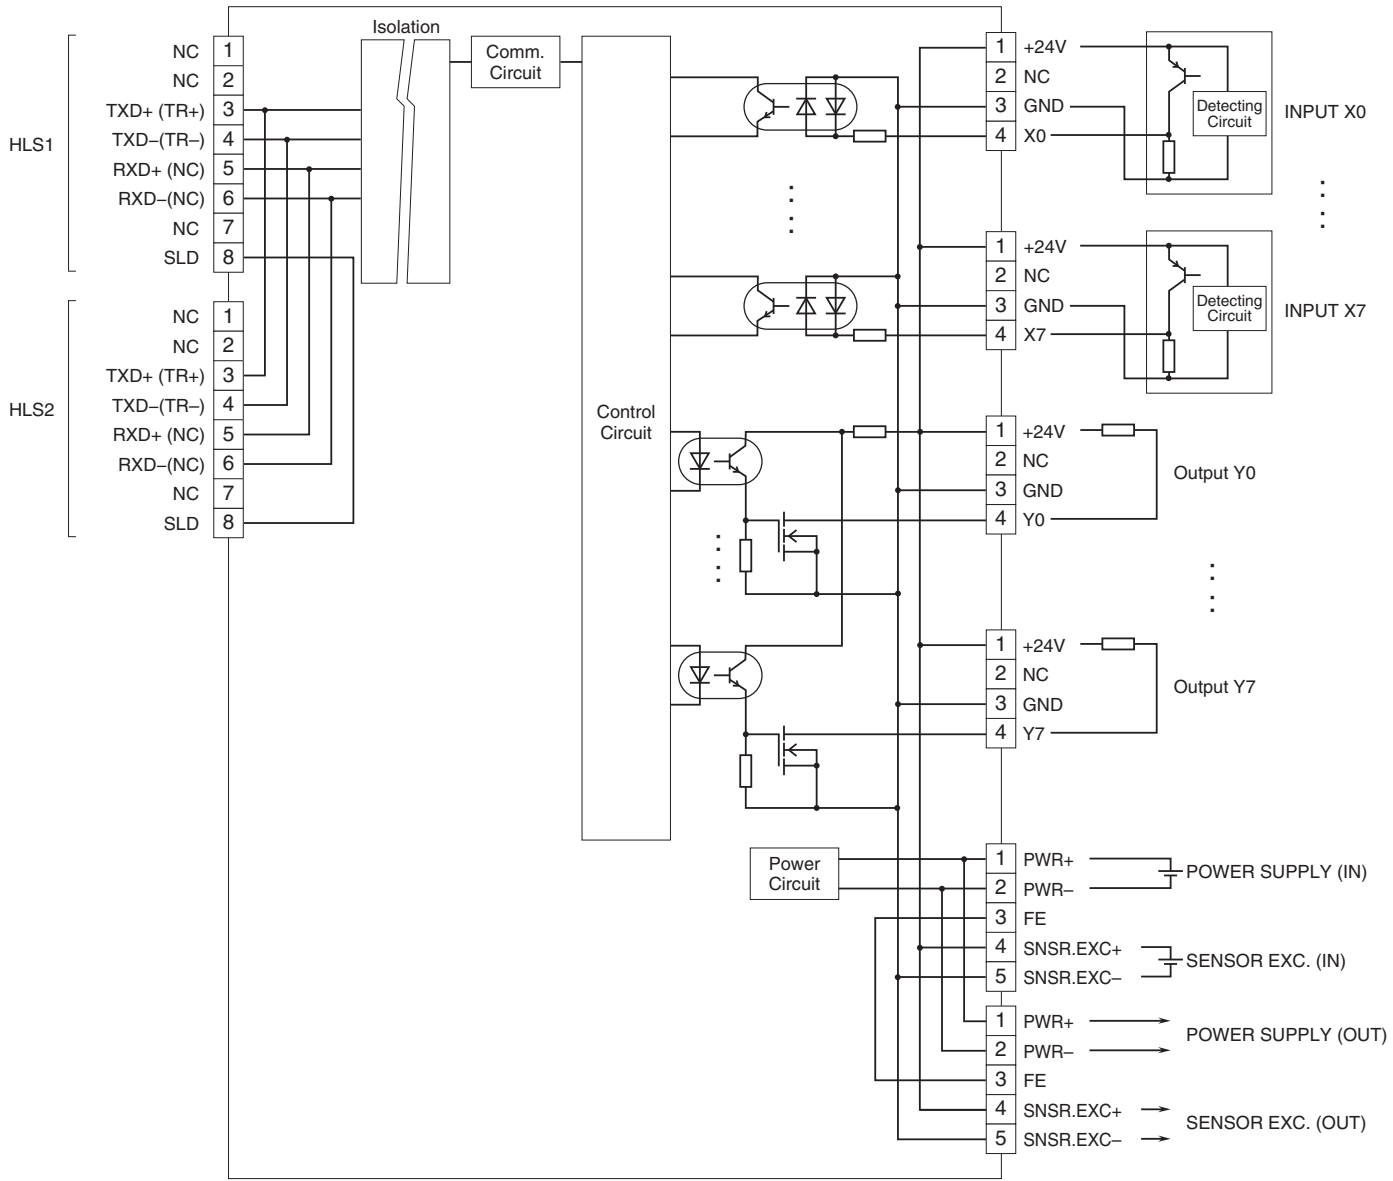 HLS1
NC 1
NC 2
TXD+ (TR+) 3
TXD–(TR–) 4
RXD+ (NC) 5
RXD–(NC) 6
NC 7
SLD 8
HLS2
NC 1
NC 2
TXD+ (TR+) 3
TXD–(TR–) 4
RXD+ (NC) 5
RXD–(NC) 6
NC 7
SLD 8
Isolation
Comm.
Circuit
Control
Circuit
Power
Circuit
1 +24V
2 NC
3 GND
4 X0
Detecting
Circuit
INPUT X0
1 +24V
2 NC
3 GND
4 X7
Detecting
Circuit
INPUT X7
1 +24V
2 NC
3 GND
4 Y0
Output Y0
1 +24V
2 NC
3 GND
4 Y7
Output Y7
1 PWR+
2 PWR–
3 FE
4 SNSR.EXC+
5 SNSR.EXC–
POWER SUPPLY (IN)
SENSOR EXC. (IN)
1 PWR+
2 PWR–
3 FE
4 SNSR.EXC+
5 SNSR.EXC–
POWER SUPPLY (OUT)
SENSOR EXC. (OUT)